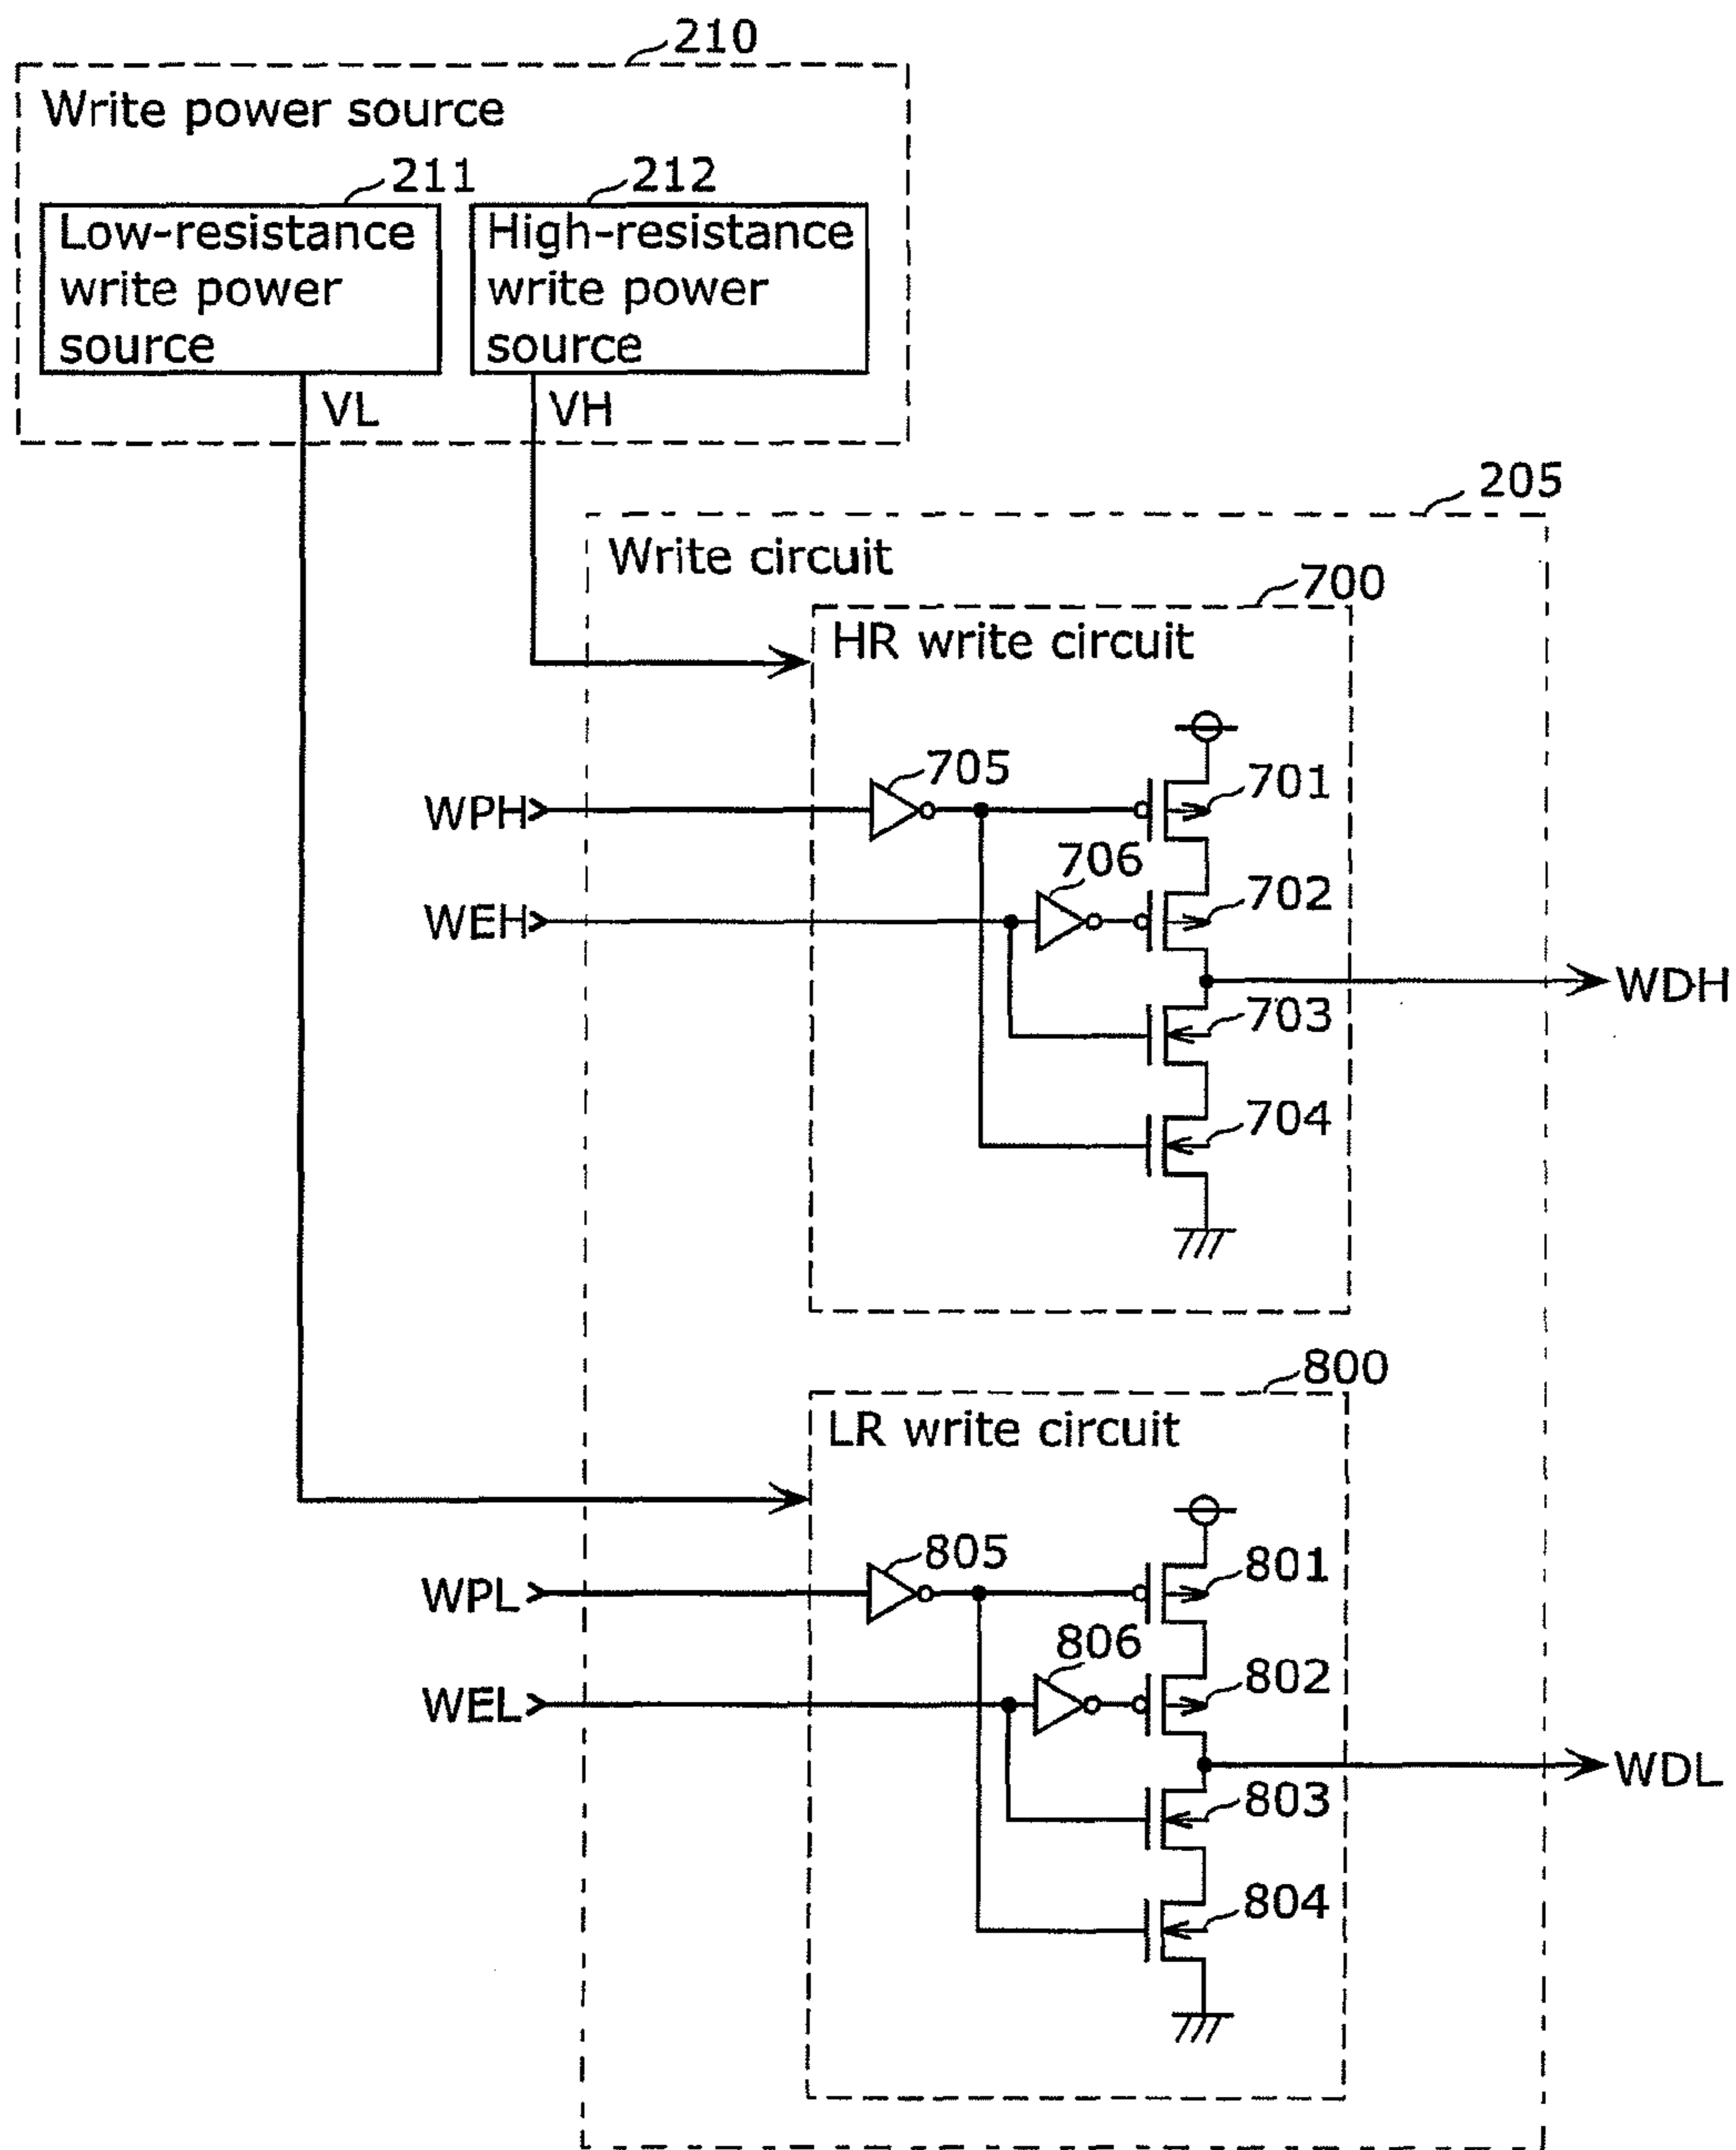 210
Write power source
211
212
Low-resistance
write power
source
High-resistance
write power
source
VL
VH
205
Write circuit
700
HR write circuit
705
701
WPH
706
702
WEH
WDH
703
704
800
LR write circuit
805
801
WPL
806
802
WEL
WDL
803
804